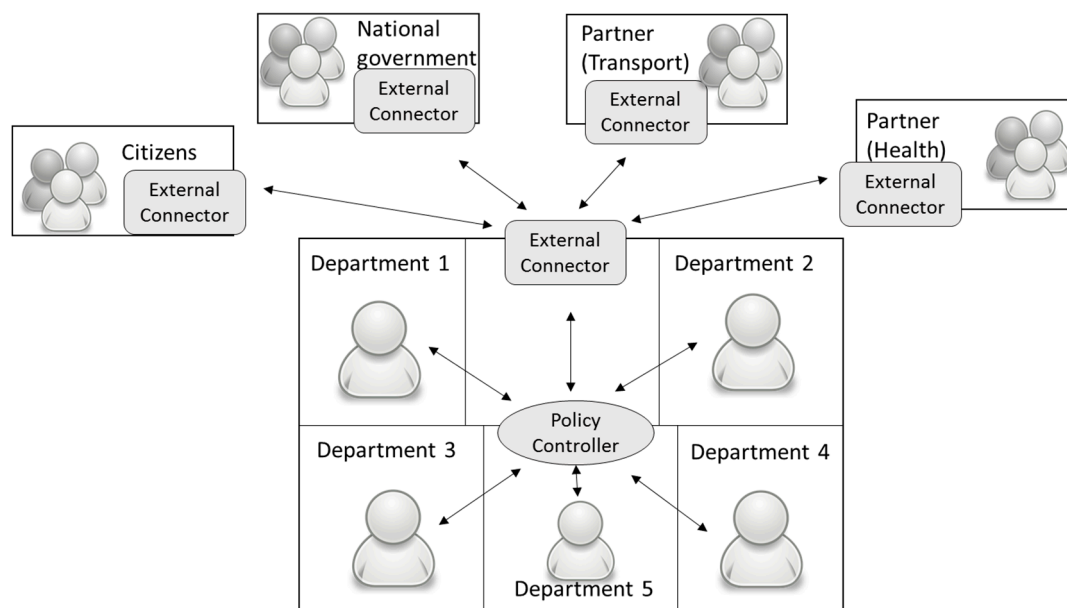 National
government
External
Connector
Partner
(Transport)
External
Connector
Partner
(Health)
External
Connector
Citizens
External
Connector
External
Connector
Department 1
Department 2
Policy
Controller
Department 3
Department 4
Department 5